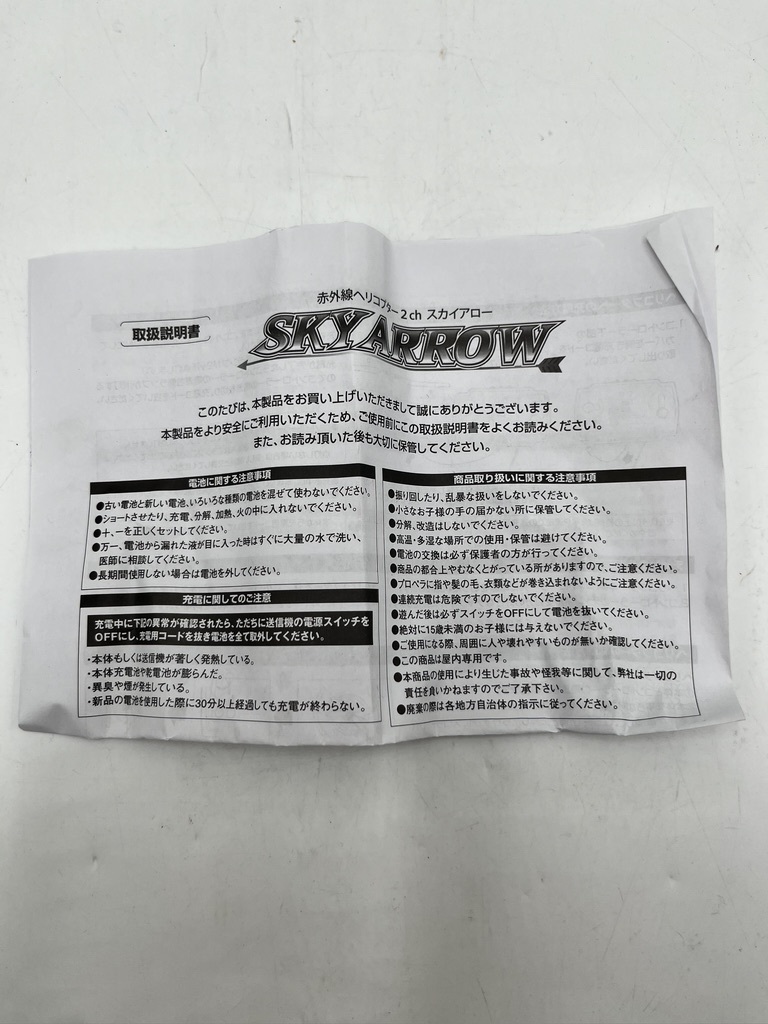 赤外線ヘリコプター2ch スカイアロー
取扱説明書
SKY ARROW
このたびは、本製品をお買い上げいただきまして誠にありがとうございます。
本製品をより安全にご利用いただくため、ご使用前にこの取扱説明書をよくお読みください。
また、お読み頂いた後も大切に保管してください。
電池に関する注意事項
●古い電池と新しい電池、いろいろな種類の電池を混ぜて使わないでください。
●ショートさせたり、充電、分解、加熱、火の中に入れないでください。
●＋、－を正しくセットしてください。
●万一、電池から漏れた液が目に入った時はすぐに大量の水で洗い、
医師に相談してください。
●長期間使用しない場合は電池を外してください。
充電に関してのご注意
充電中に下記の異常が確認されたら、ただちに送信機の電源スイッチを
OFFにし、充電用コードを抜き電池を全て取外してください。
・本体もしくは送信機が著しく発熱している。
・本体充電池や乾電池が膨らんだ。
・異臭や煙が発生している。
・新品の電池を使用した際に30分以上経過しても充電が終わらない。
商品取り扱いに関する注意事項
●振り回したり、乱暴な扱いをしないでください。
●小さなお子様の手の届かない所に保管してください。
●分解、改造はしないでください。
●高温・多湿な場所での使用・保管は避けてください。
●電池の交換は必ず保護者の方が行ってください。
●商品の都合上やむなくとがっている所がありますので、ご注意ください。
●プロペラに指や髪の毛、衣類などが巻き込まれないようにご注意ください。
●連続充電は危険ですのでしないでください。
●遊んだ後は必ずスイッチをOFFにして電池を抜いてください。
●絶対に15歳未満のお子様には与えないでください。
●ご使用になる際、周囲に人や壊れやすいものが無いか確認してください。
●この商品は屋内専用です。
●本商品の使用により生じた事故や怪我等に関して、弊社は一切の
責任を負いかねますのでご了承下さい。
●廃棄の際は各地方自治体の指示に従ってください。